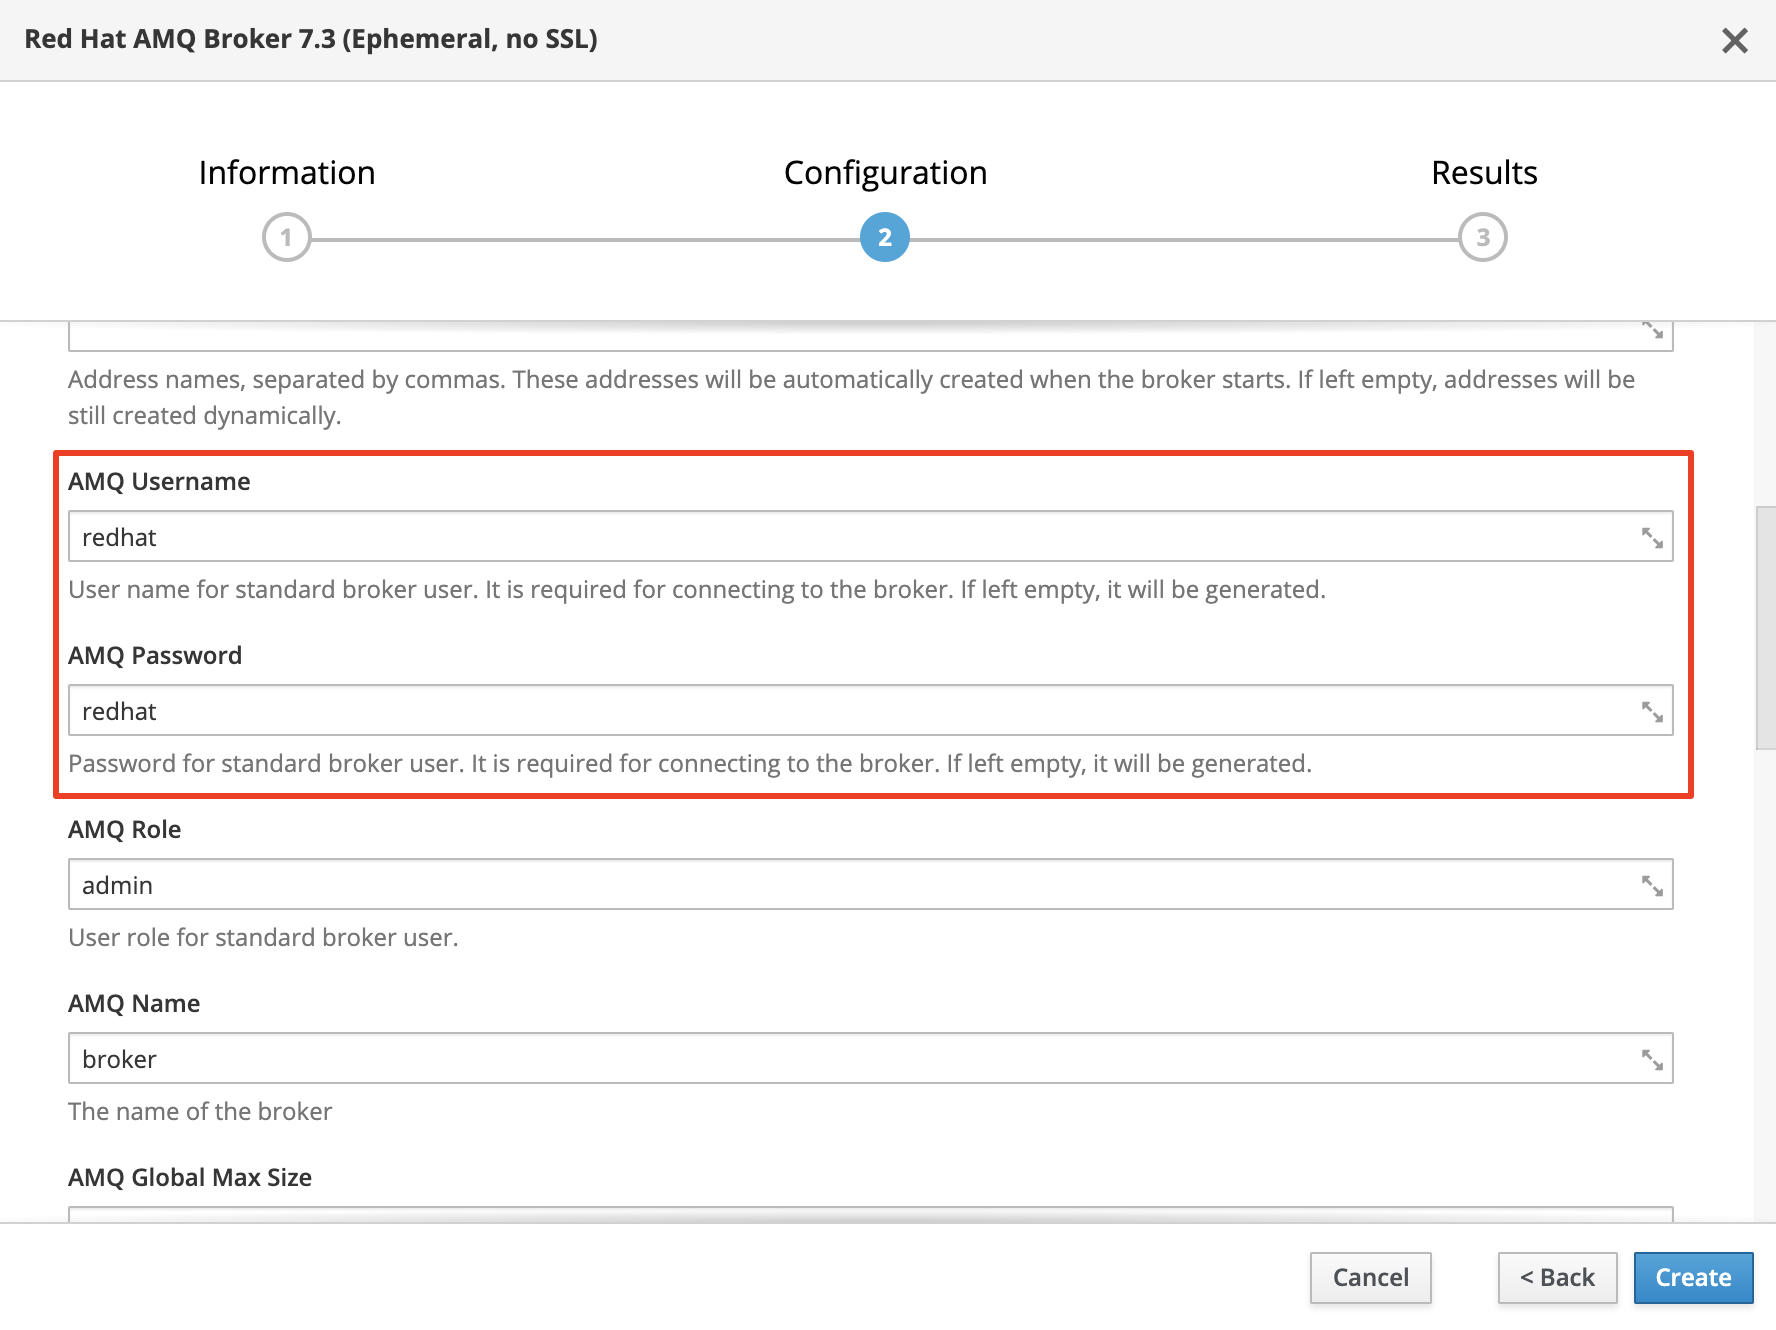 Red Hat AMQ Broker 7.3 (Ephemeral, no SSL)
Information
Configuration
Results
1
2
3
Address names, separated by commas. These addresses will be automatically created when the broker starts. If left empty, addresses will be
still created dynamically.
AMQ Username
redhat
User name for standard broker user. It is required for connecting to the broker. If left empty, it will be generated.
AMQ Password
redhat
Password for standard broker user. It is required for connecting to the broker. If left empty, it will be generated.
AMQ Role
admin
User role for standard broker user.
AMQ Name
broker
The name of the broker
AMQ Global Max Size
Cancel
< Back
Create